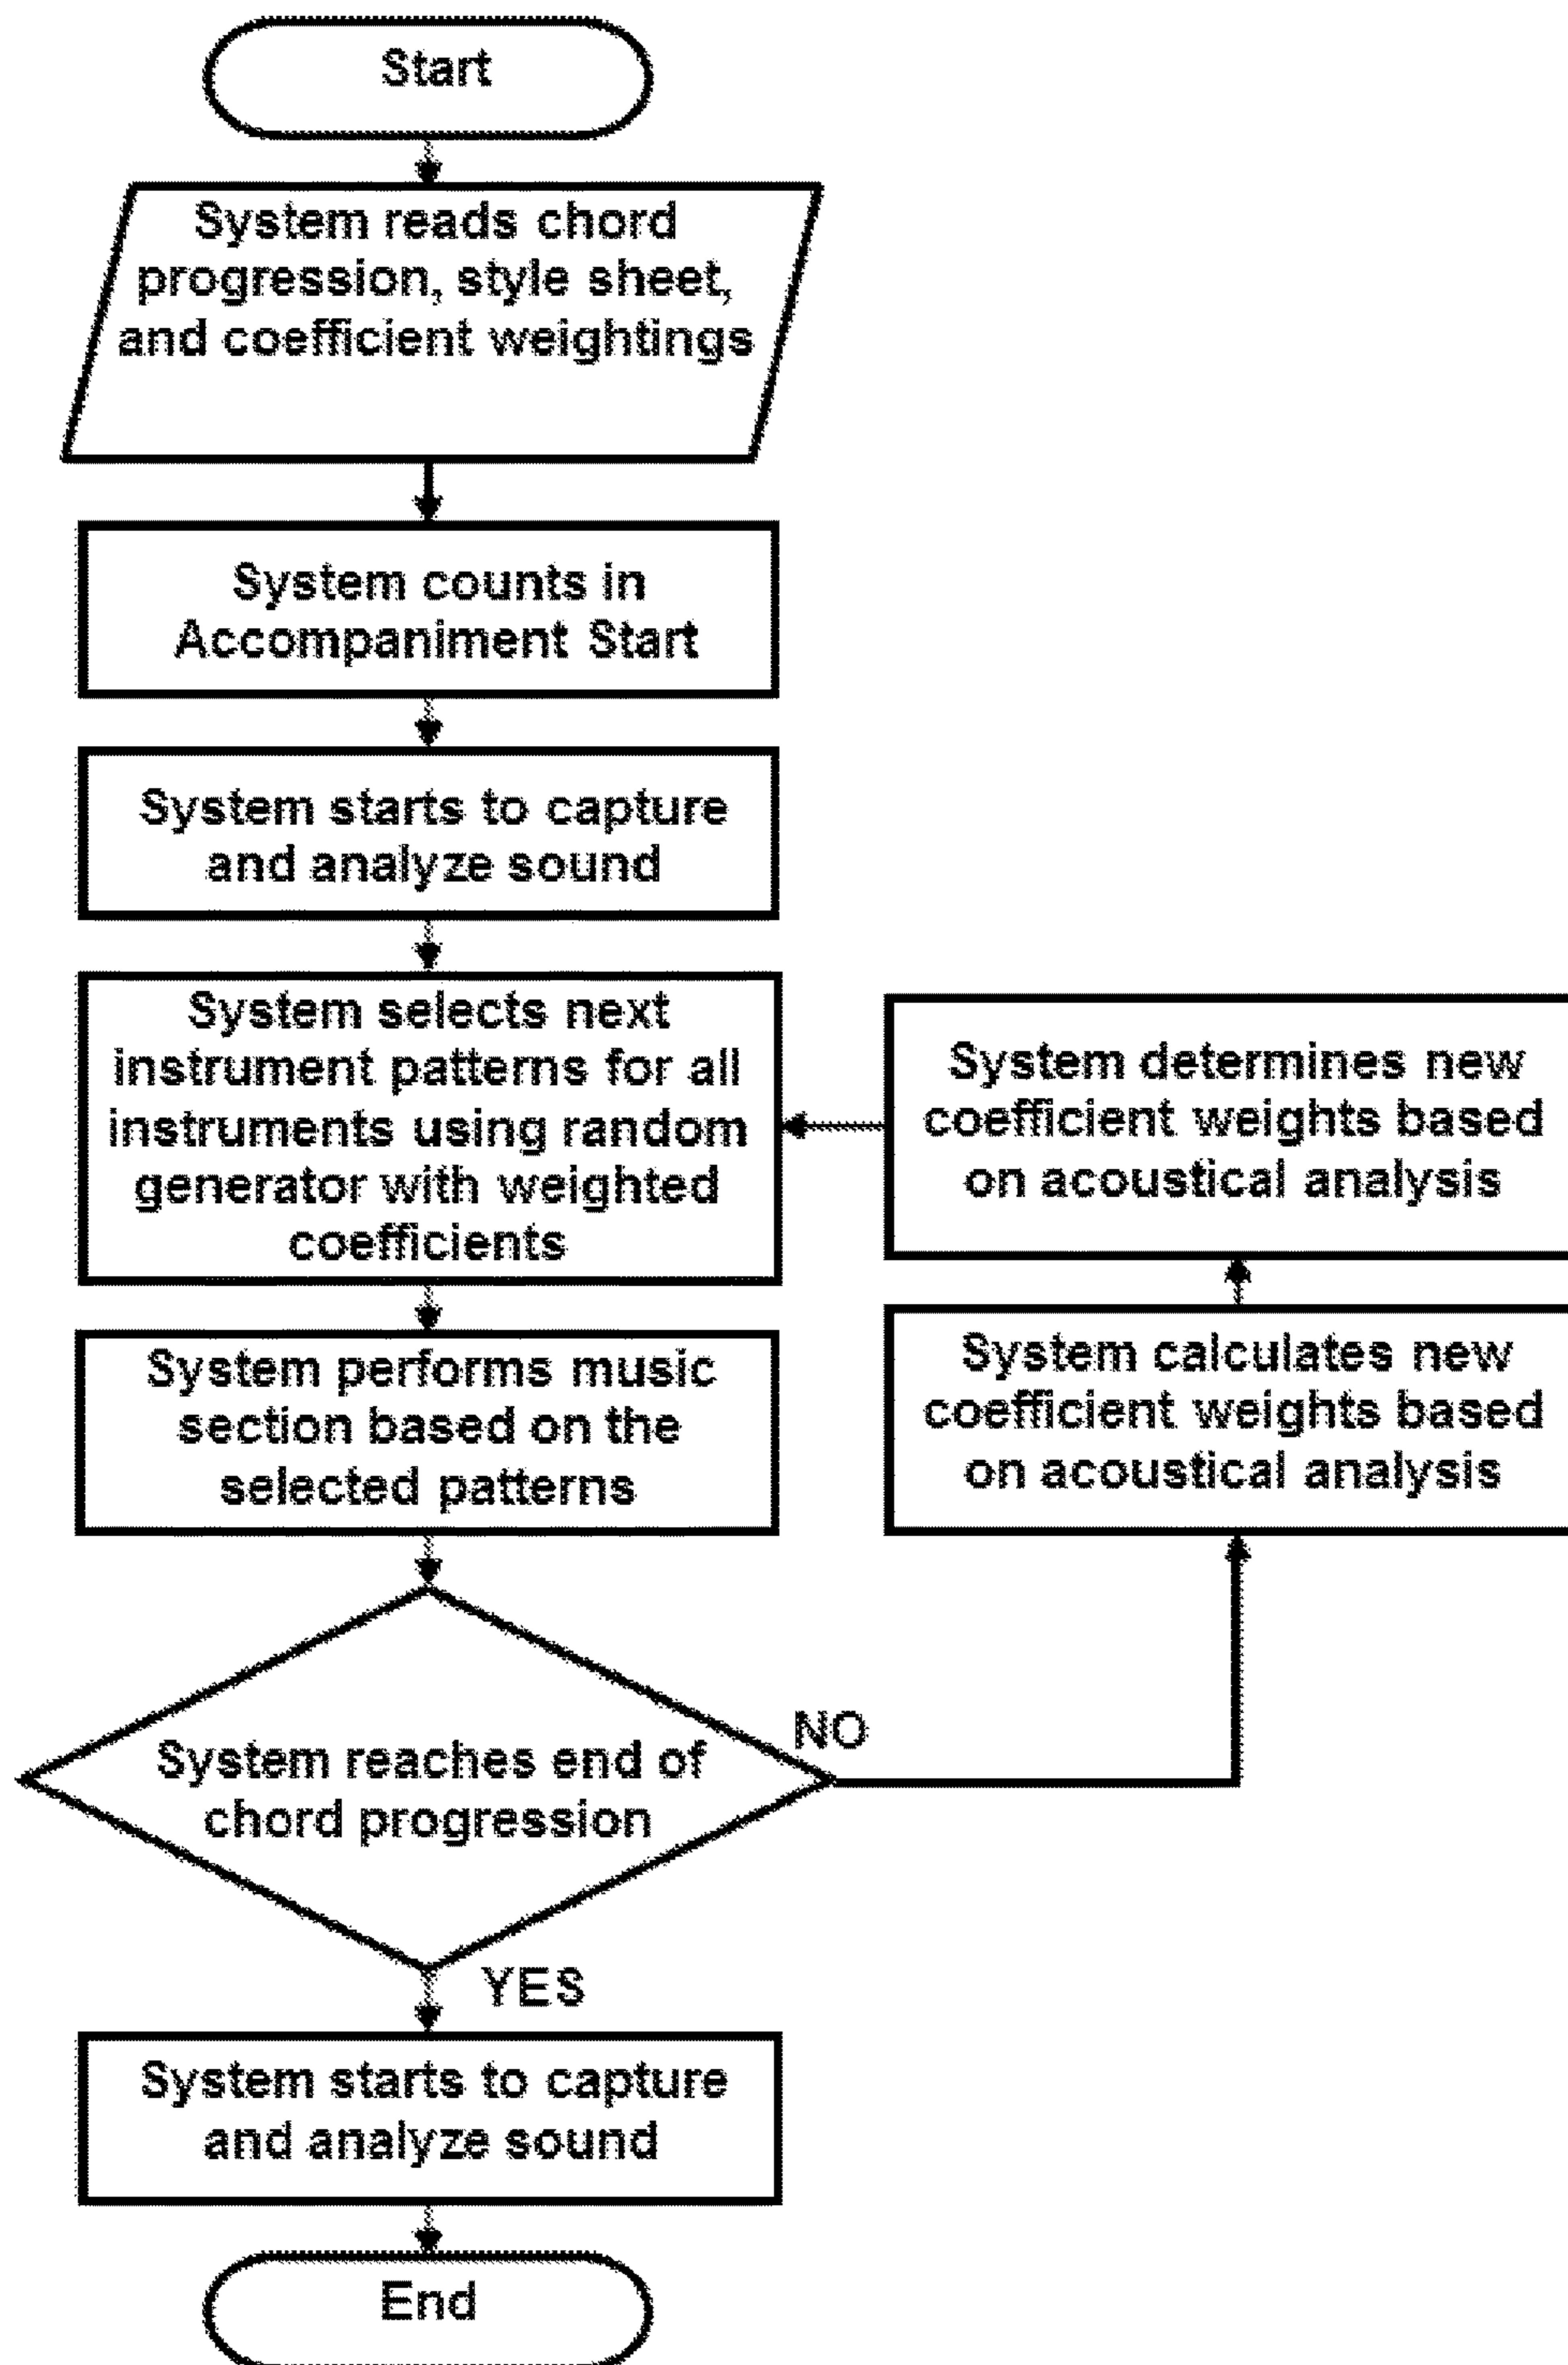 Start
System reads chord
progression, style sheet,
and coefficient weightings
System counts in
Accompaniment Start
System starts to capture
and analyze sound
System selects next
instrument patterns for all
instruments using random
generator with weighted
coefficients
System determines new
coefficient weights based
on acoustical analysis
System performs music
section based on the
selected patterns
System calculates new
coefficient weights based
on acoustical analysis
System reaches end of
chord progression
NO
YES
System starts to capture
and analyze sound
End